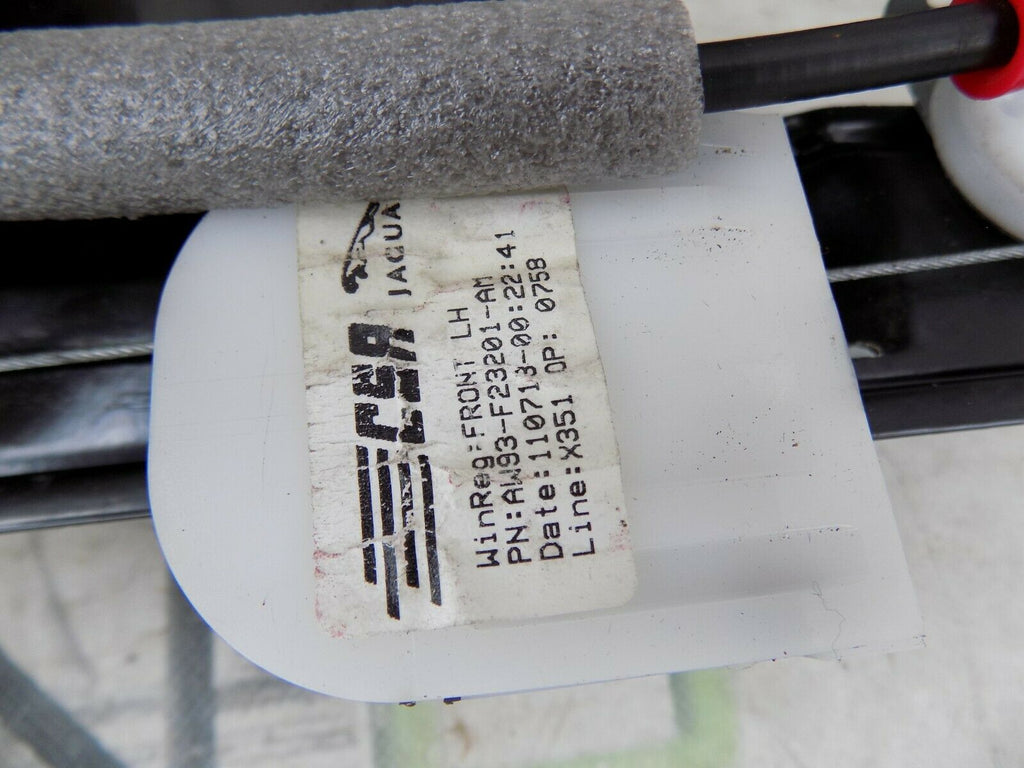 JAGUA
WinReg:FRONT LH
PN:AW93-F23201-AM
Date:110713-00:22:41
Line:X351 OP: 0758